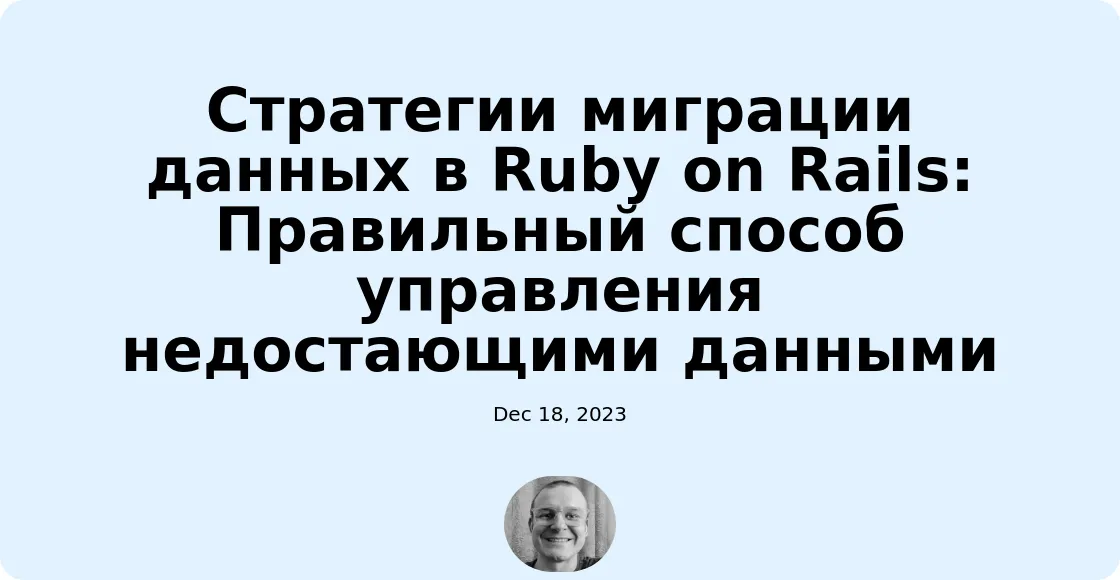 Стратегии миграции
данных в Ruby on Rails:
Правильный способ
управления
недостающими данными
Dec 18, 2023